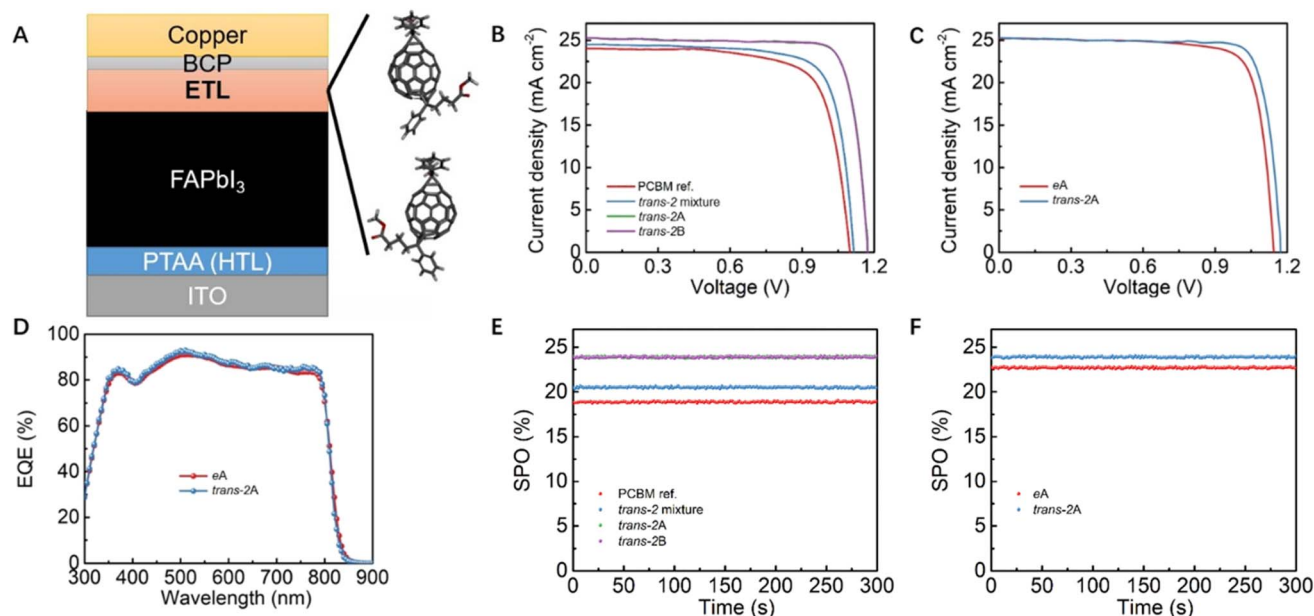 A
Copper
BCP
ETL
FAPbI₃
PTAA (HTL)
ITO
B
Current density (mA cm⁻²)
25
20
15
10
5
0
PCBM ref.
trans-2 mixture
trans-2A
trans-2B
0.0 0.3 0.6 0.9 1.2
Voltage (V)
C
Current density (mA cm⁻²)
25
20
15
10
5
0
eA
trans-2A
0.0 0.3 0.6 0.9 1.2
Voltage (V)
D
EQE (%)
100
80
60
40
20
0
eA
trans-2A
300 400 500 600 700 800 900
Wavelength (nm)
E
SPO (%)
25
20
15
10
5
0
PCBM ref.
trans-2 mixture
trans-2A
trans-2B
0 50 100 150 200 250 300
Time (s)
F
SPO (%)
25
20
15
10
5
0
eA
trans-2A
0 50 100 150 200 250 300
Time (s)